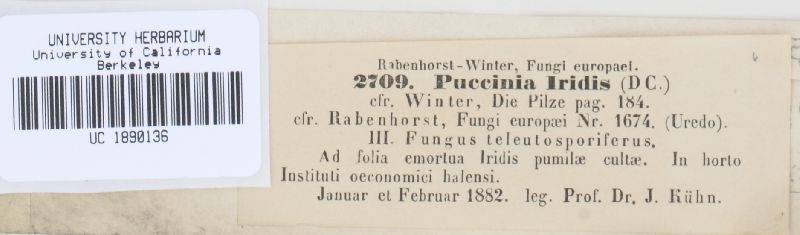 UNIVERSITY HERBARIUM
University of California
Berkeley
UC 1890136
6
Rabenhorst-Winter, Fungi europaei.
2709. Puccinia Iridis (DC.)
cfr. Winter, Die Pilze pag. 184.
cfr. Rabenhorst, Fungi europæi Nr. 1674. (Uredo).
III. Fungus teleutosporiferus.
Ad folia emortua Iridis pumilæ cultæ. In horto
Instituti oeconomici halensi.
Januar et Februar 1882. leg. Prof. Dr. J. Kühn.